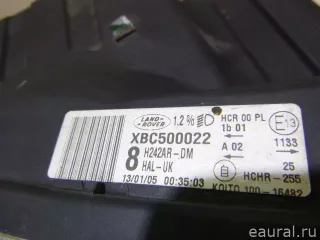 LAND ROVER 1.2% HCR 00 PL E13
XBC500022 1b 01
8 H242AR-DM A 02 1133
HAL-UK 25
13/01/05 00:35:03 HCHR-255
KOITO 100-16482
euralru.ru